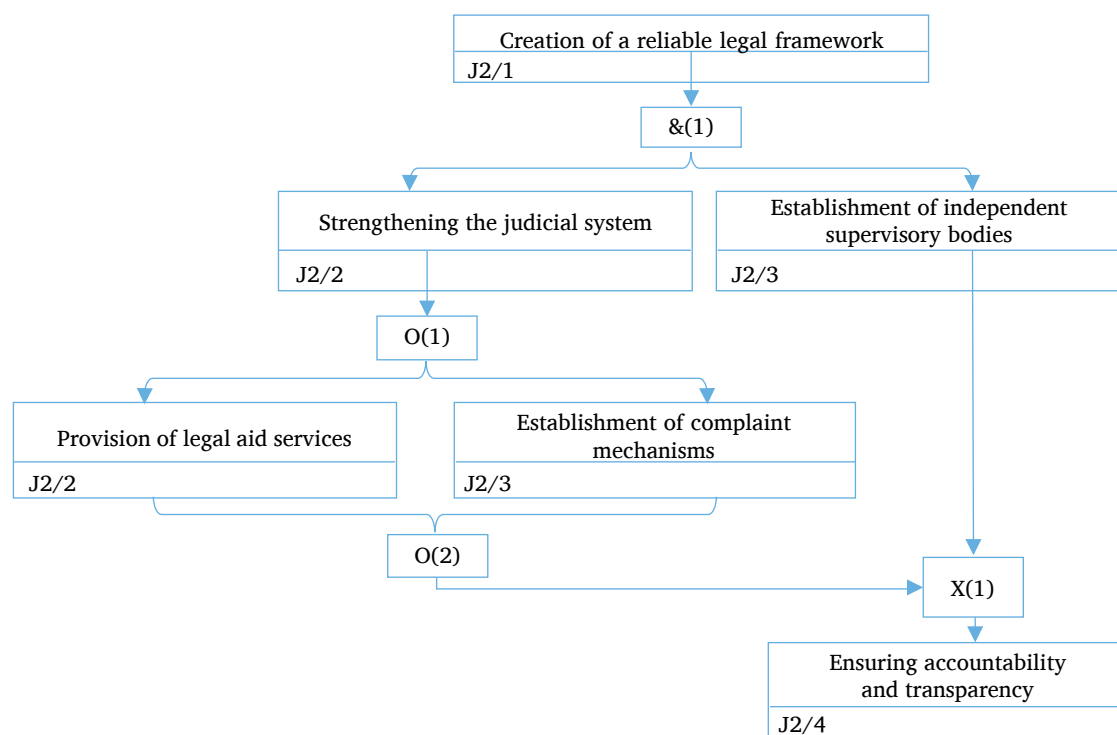 Creation of a reliable legal framework
J2/1
&(1)
Strengthening the judicial system
J2/2
Establishment of independent
supervisory bodies
J2/3
O(1)
Provision of legal aid services
J2/2
Establishment of complaint
mechanisms
J2/3
O(2)
X(1)
Ensuring accountability
and transparency
J2/4